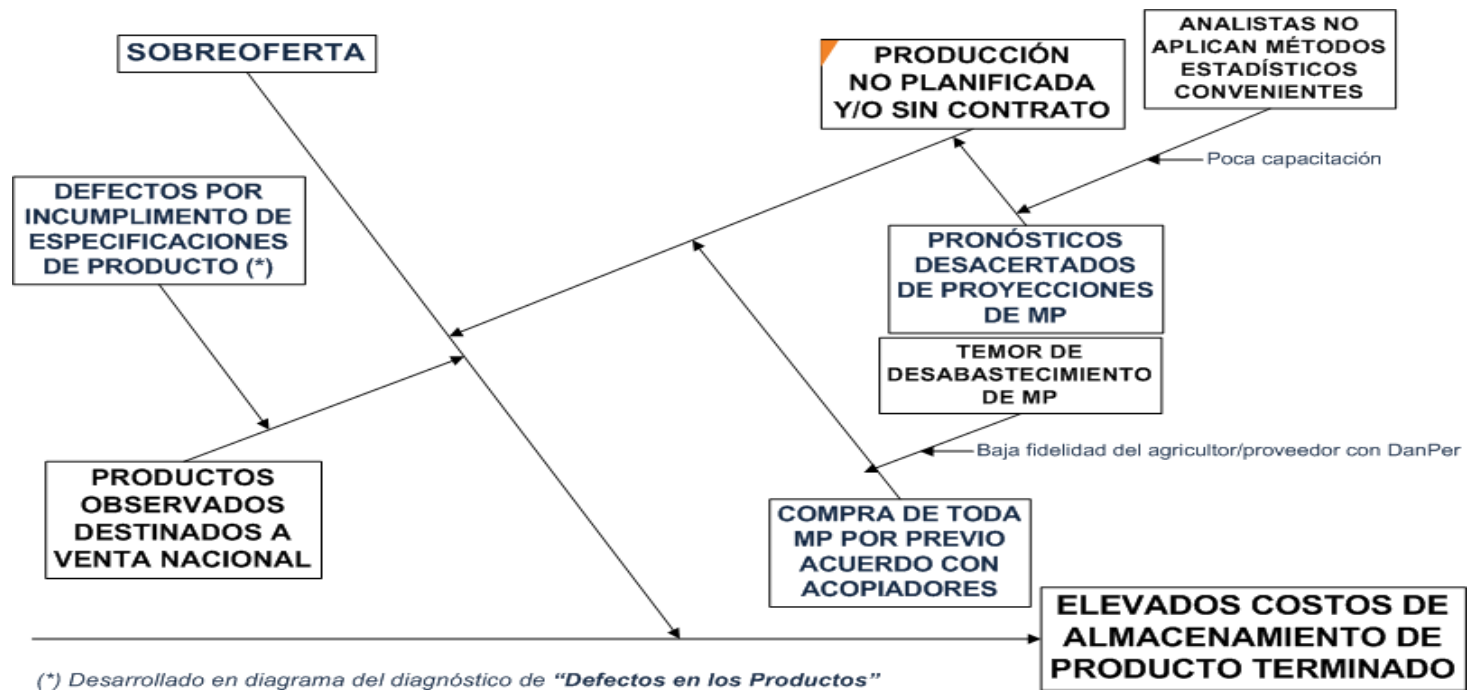 SOBREOFERTA
PRODUCCIÓN
NO PLANIFICADA
Y/O SIN CONTRATO
ANALISTAS NO
APLICAN MÉTODOS
ESTADÍSTICOS
CONVENIENTES
Poca capacitación
DEFECTOS POR
INCUMPLIMENTO DE
ESPECIFICACIONES
DE PRODUCTO (*)
PRONÓSTICOS
DESACERTADOS
DE PROYECCIONES
DE MP
TEMOR DE
DESABASTECIMIENTO
DE MP
Baja fidelidad del agricultor/proveedor con DanPer
PRODUCTOS
OBSERVADOS
DESTINADOS A
VENTA NACIONAL
COMPRA DE TODA
MP POR PREVIO
ACUERDO CON
ACOPIADORES
ELEVADOS COSTOS DE
ALMACENAMIENTO DE
PRODUCTO TERMINADO
(*) Desarrollado en diagrama del diagnóstico de “Defectos en los Productos”